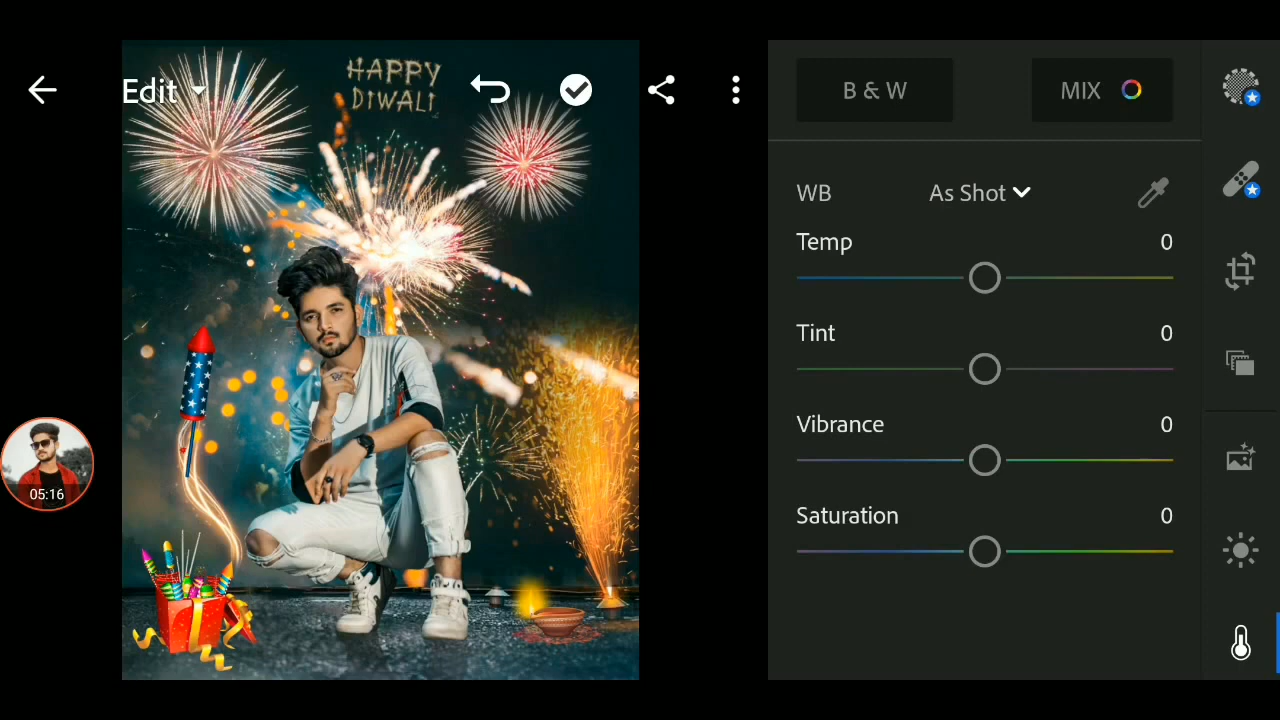 Edit
HAPPY
DIWALI
B & W
MIX
WB
As Shot
Temp
0
Tint
0
Vibrance
0
Saturation
0
05:16